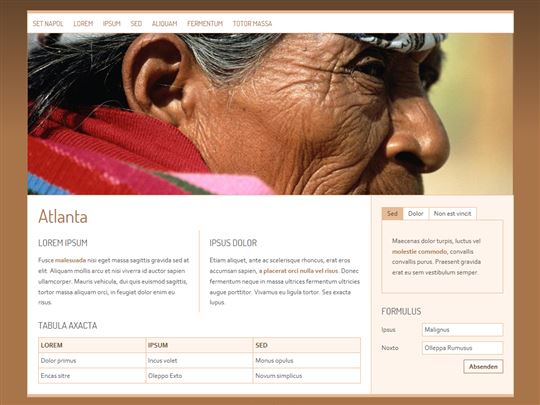 SET NAPOL LOREM IPSUM SED ALIQUAM FERMENTUM TOTOR MASSA
Atlanta
LOREM IPSUM
Fusce malesuada nisi eget massa sagittis gravida sed at
elit. Aliquam mollis arcu et nisi viverra id auctor sapien
ullamcorper. Mauris vehicula, dui quis euismod sagittis,
tortor massa aliquam orci, in feugiat dolor enim eu
risus.
IPSUS DOLOR
Etiam aliquet, ante ac scelerisque rhoncus, erat eros
accumsan sapien, a placerat orci nulla vel risus. Donec
fermentum neque in massa ultrices fermentum ultricies
augue porttitor. Vivamus eu ligula tortor. Ses exacta
lupus.
TABULA AXACTA
LOREM IPSUM SED
Dolor primus Incus volet Monus opulus
Encas sitre Oleppo Exto Novum simplicus
Sed Dolor Non est vincit
Maecenas dolor turpis, luctus vel
molestie commodo, convallis
convallis purus. Praesent gravida
erat eu sem vestibulum semper.
FORMULUS
Ipsus Malignus
Noxto Olleppa Rumusus
Absenden